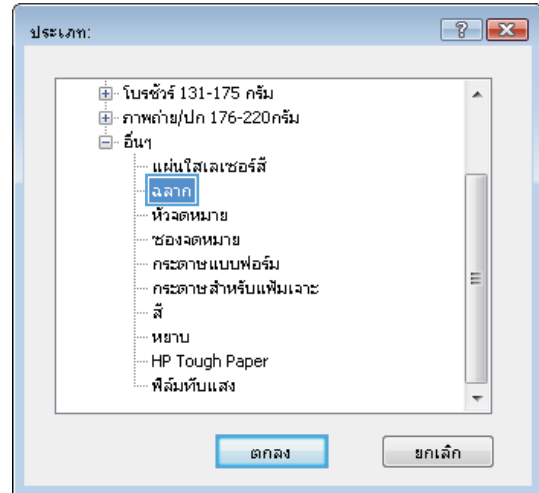 ประเภท:
โบรชัวร์ 131-175 กรัม
ภาพถ่าย/ปก 176-220กรัม
อื่นๆ
แผ่นใสเลเซอร์สี
ฉลาก
หัวจดหมาย
ซองจดหมาย
กระดาษแบบฟอร์ม
กระดาษสำหรับแฟ้มเจาะ
สี
หยาบ
HP Tough Paper
ฟิล์มทึบแสง
ตกลง
ยกเลิก